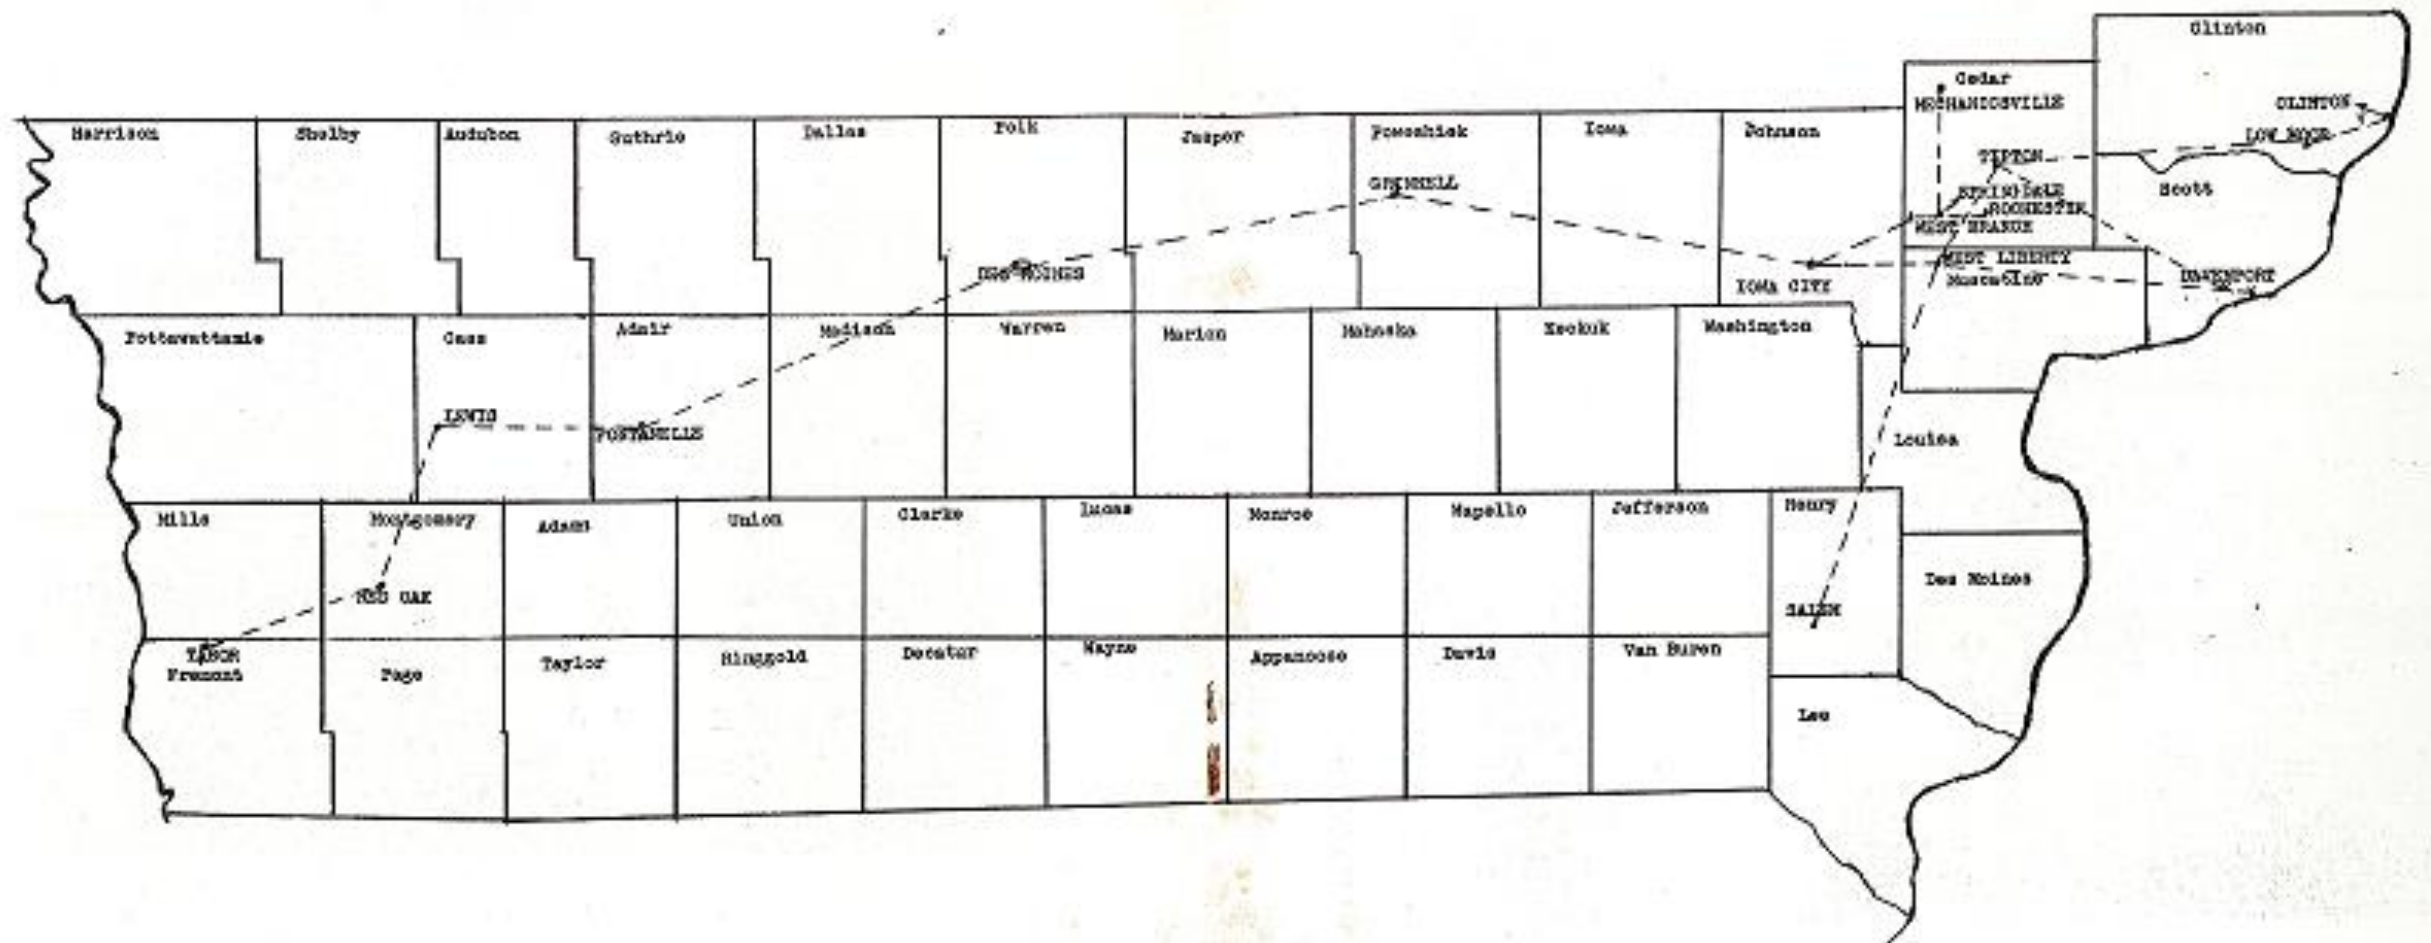 Clinton
Cedar
MECHANICSVILLE
CLINTON
LOW MOOR
Harrison
Shelby
Audubon
Guthrie
Dallas
Polk
Jasper
Poweshiek
Iowa
Johnson
TIPTON
Scott
GRINNELL
SPRINGDALE
ROCHESTER
WEST BRANCH
WEST LIBERTY
Muscatine
DES MOINES
IOWA CITY
DAVENPORT
Pottawattamie
Cass
Adair
Madison
Warren
Marion
Mahaska
Keokuk
Washington
LEWIS
FONTANELLE
Louisa
Mills
Montgomery
Adams
Union
Clarke
Lucas
Monroe
Wapello
Jefferson
Henry
RED OAK
SALEM
Des Moines
TABOR
Fremont
Page
Taylor
Ringgold
Decatur
Wayne
Appanoose
Davis
Van Buren
Lee